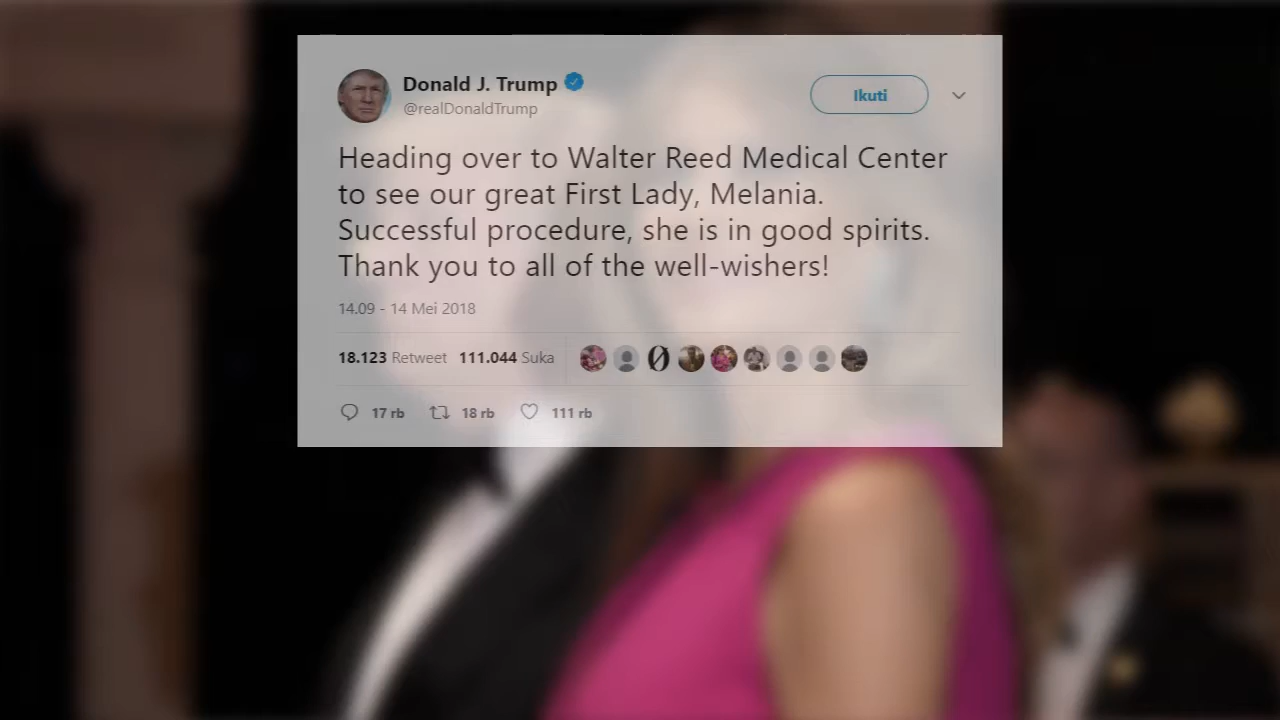 Donald J. Trump
@realDonaldTrump
Ikuti
Heading over to Walter Reed Medical Center
to see our great First Lady, Melania.
Successful procedure, she is in good spirits.
Thank you to all of the well-wishers!
14.09 - 14 Mei 2018
18.123 Retweet 111.044 Suka
17 rb 18 rb 111 rb